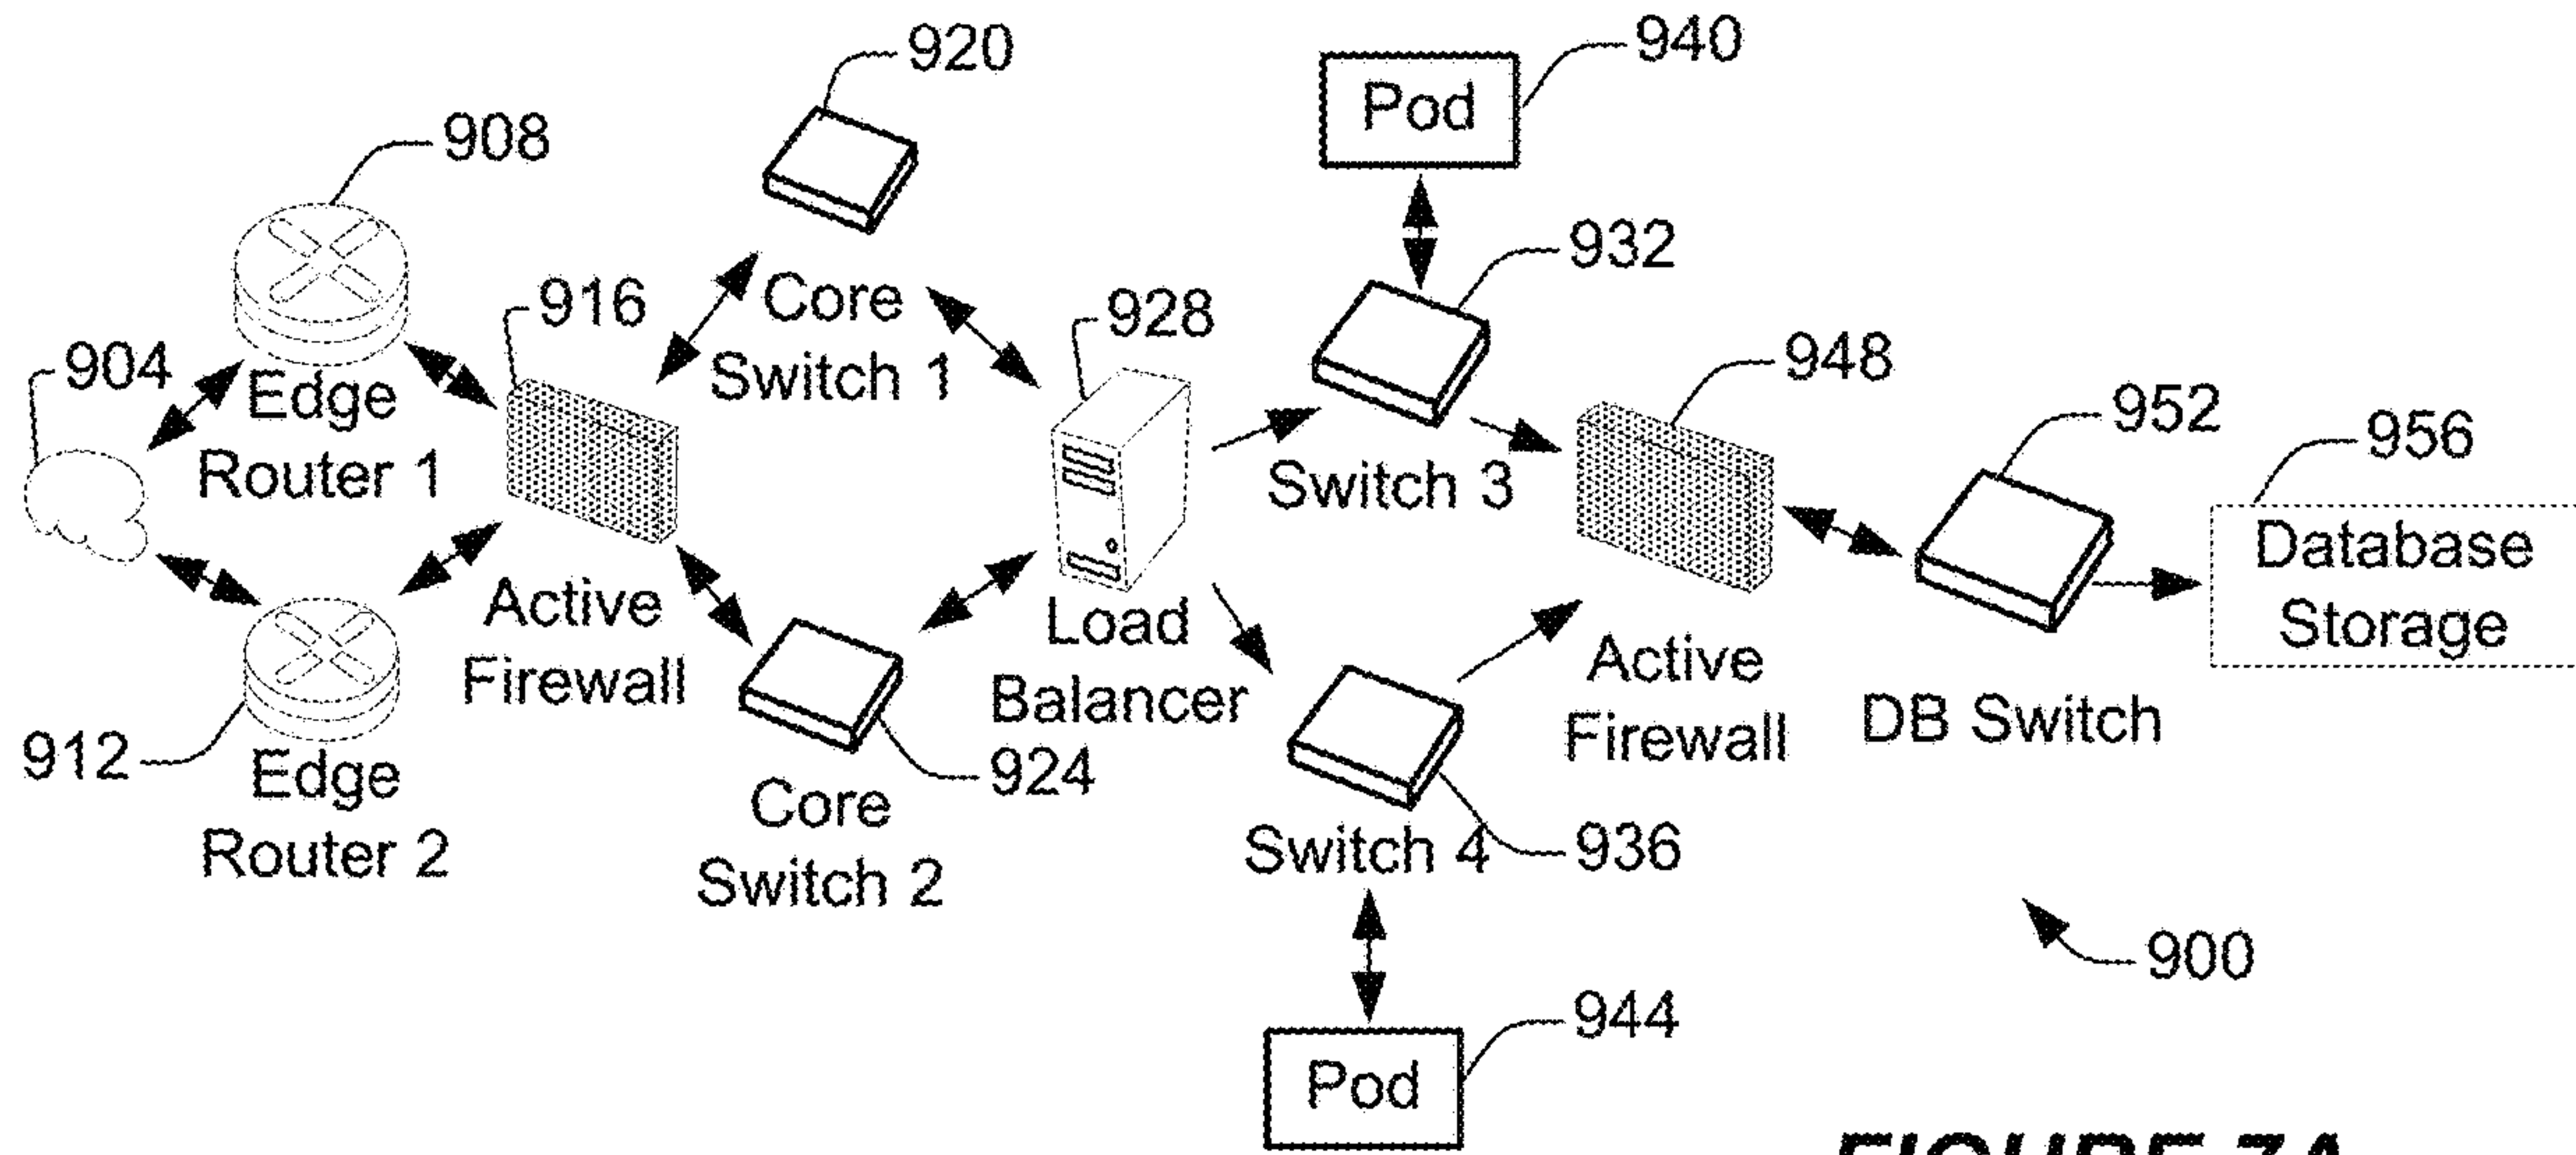 920
940
Pod
908
932
916
Core
Switch 1
928
948
904
Edge
Router 1
952
956
Switch 3
Database
Storage
Active
Firewall
Load
Balancer
Active
Firewall
DB Switch
912
Edge
Router 2
924
Core
Switch 2
Switch 4
936
900
944
Pod
FIGURE 7A